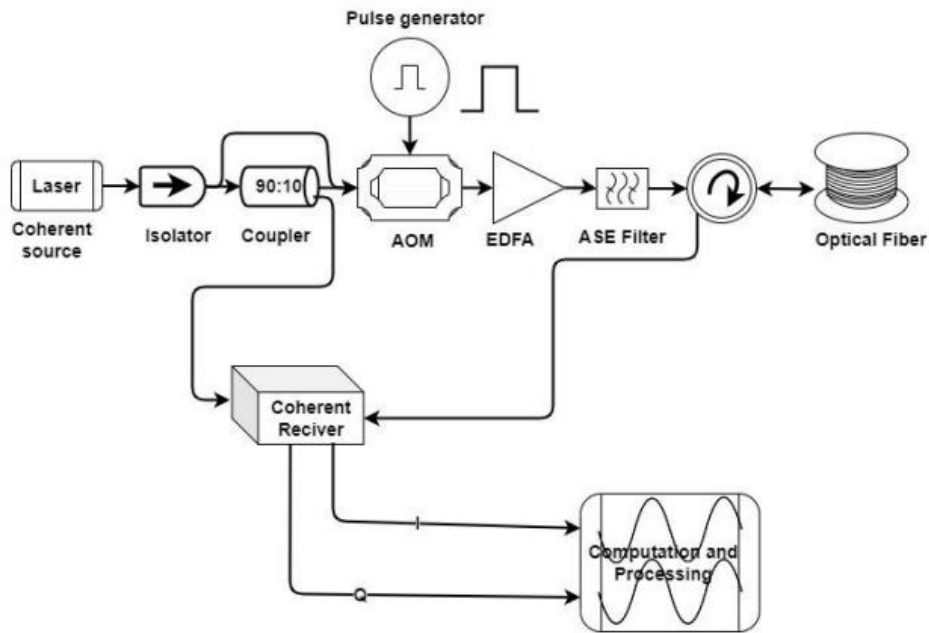 Pulse generator
Laser
90:10
Coherent
source
Isolator
Coupler
AOM
EDFA
ASE Filter
Optical Fiber
Coherent
Reciver
I
Computation and
Processing
Q